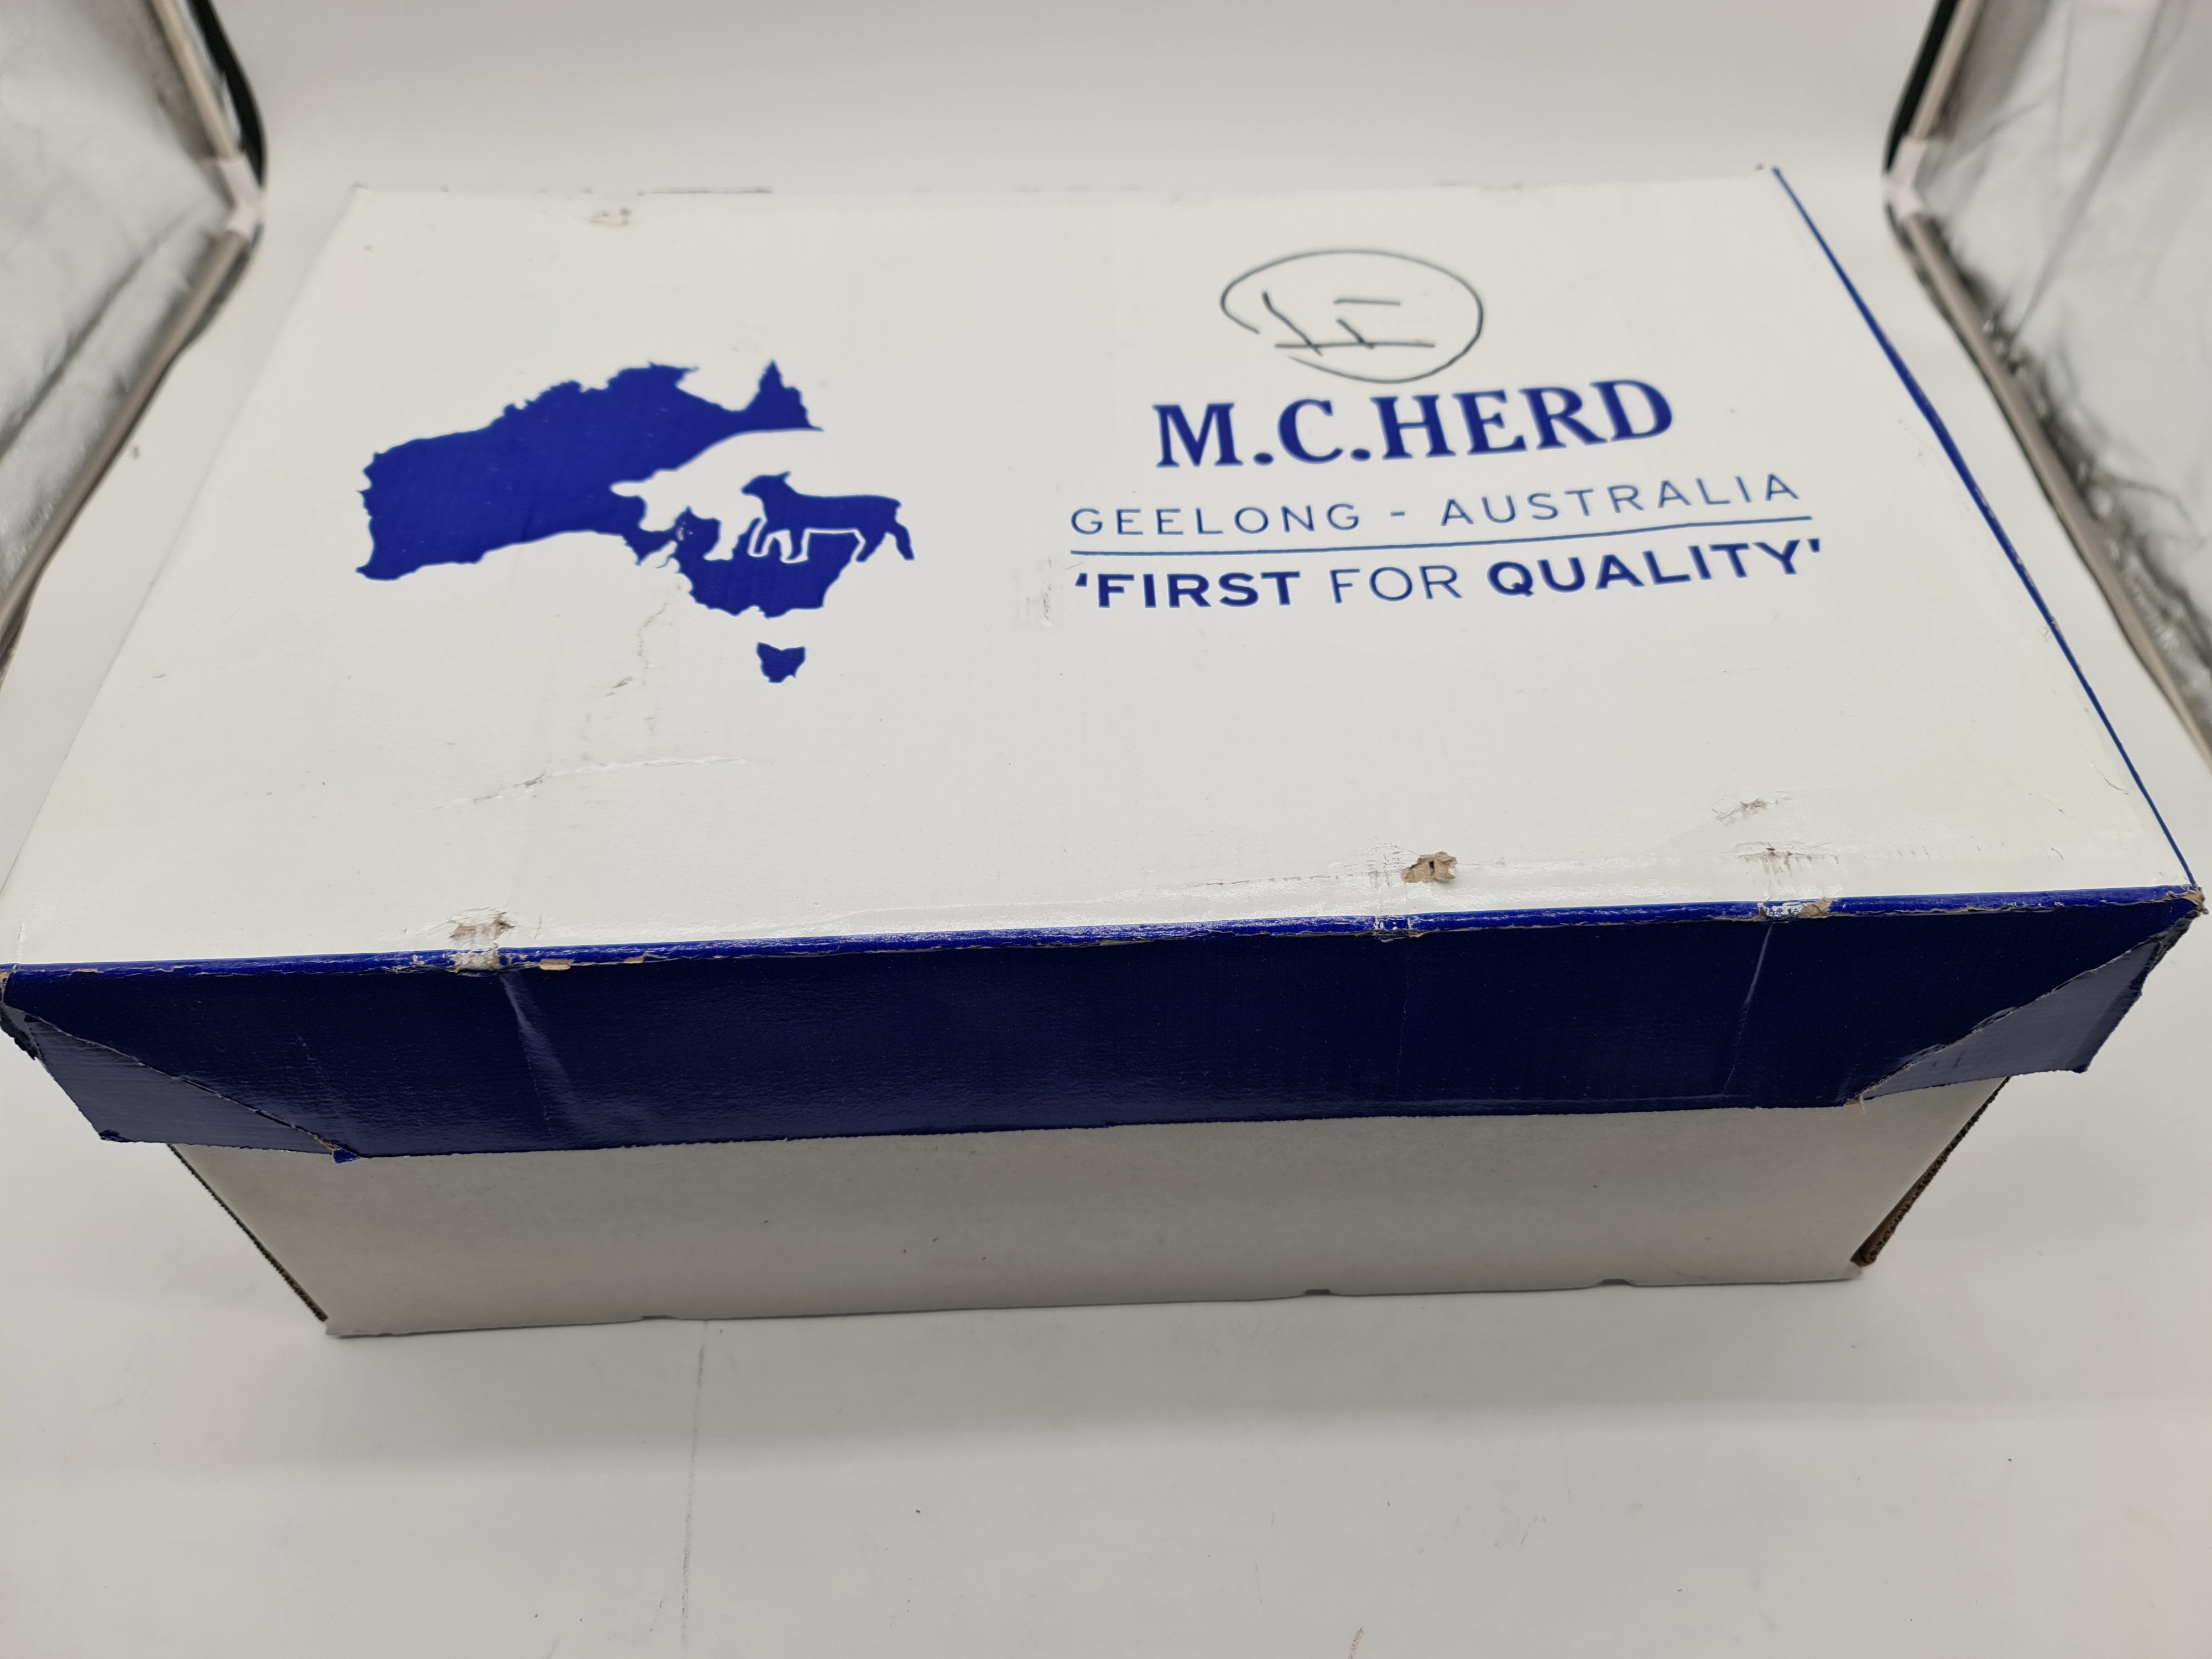 M.C.HERD
GEELONG - AUSTRALIA
'FIRST FOR QUALITY'